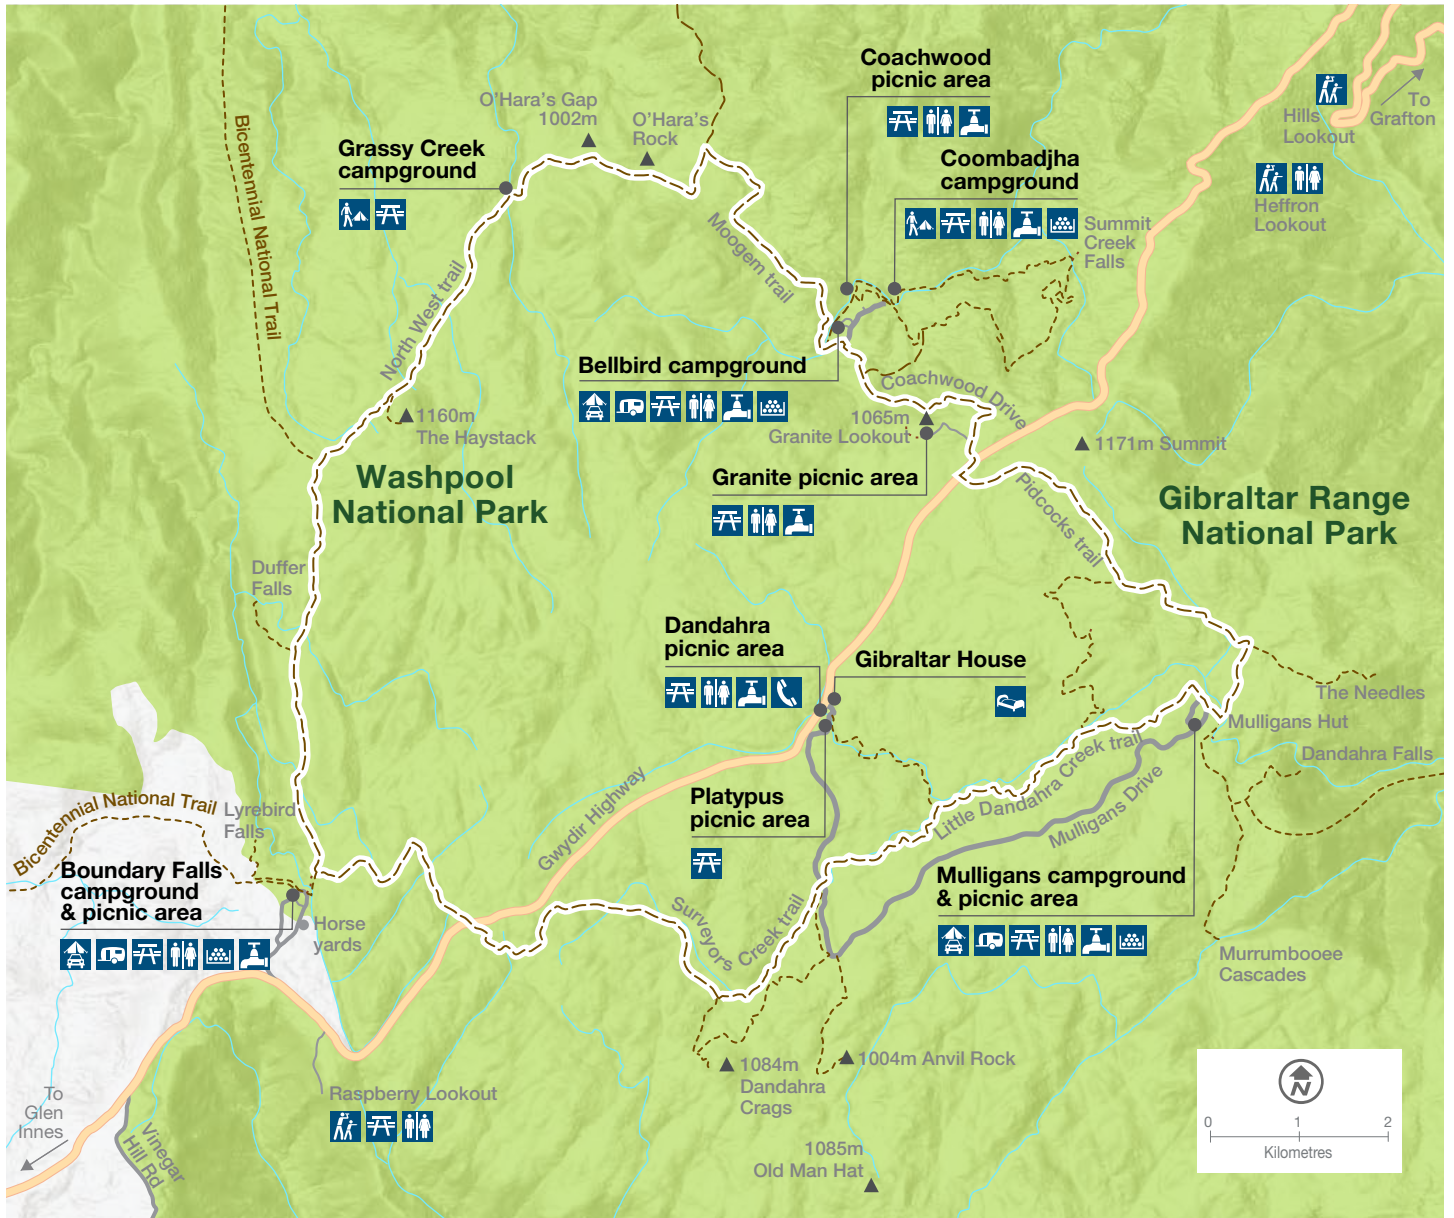 Coachwood
picnic area
O'Hara's Gap
1002m
O'Hara's
Rock
Hills
Lookout
To
Grafton
Grassy Creek
campground
Bicentennial National Trail
Coombadjha
campground
Heffron
Lookout
Summit
Creek
Falls
Moogem trail
North West trail
Bellbird campground
Coachwood Drive
1160m
The Haystack
1065m
Granite Lookout
1171m Summit
Washpool
National Park
Granite picnic area
Pidcocks trail
Gibraltar Range
National Park
Duffer
Falls
Dandahra
picnic area
Gibraltar House
The Needles
Mulligans Hut
Dandahra Falls
Little Dandahra Creek trail
Mulligans Drive
Gwydir Highway
Platypus
picnic area
Bicentennial National Trail
Lyrebird
Falls
Boundary Falls
campground
& picnic area
Horse
yards
Surveyors
Creek trail
Mulligans campground
& picnic area
Murrumbooee
Cascades
1084m
Dandahra
Crags
1004m Anvil Rock
Raspberry Lookout
To
Glen
Innes
Vinegar
Hill Rd
1085m
Old Man Hat
N
0 1 2
Kilometres